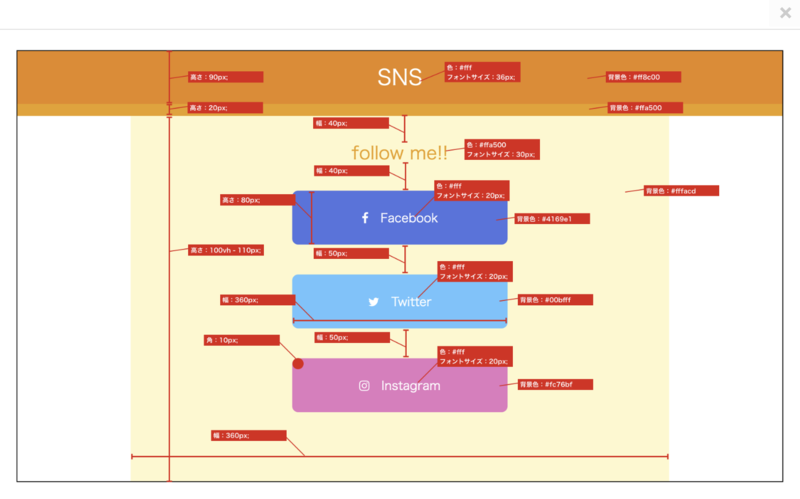 ×
SNS
色：#fff
フォントサイズ：36px;
高さ：90px;
背景色：#ff8c00
高さ：20px;
背景色：#ffa500
幅：40px;
follow me!!
色：#ffa500
フォントサイズ：30px;
幅：40px;
色：#fff
フォントサイズ：20px;
背景色：#fffacd
高さ：80px;
Facebook
背景色：#4169e1
高さ：100vh - 110px;
幅：50px;
色：#fff
フォントサイズ：20px;
幅：360px;
Twitter
背景色：#00bfff
幅：50px;
角：10px;
色：#fff
フォントサイズ：20px;
Instagram
背景色：#fc76bf
幅：360px;